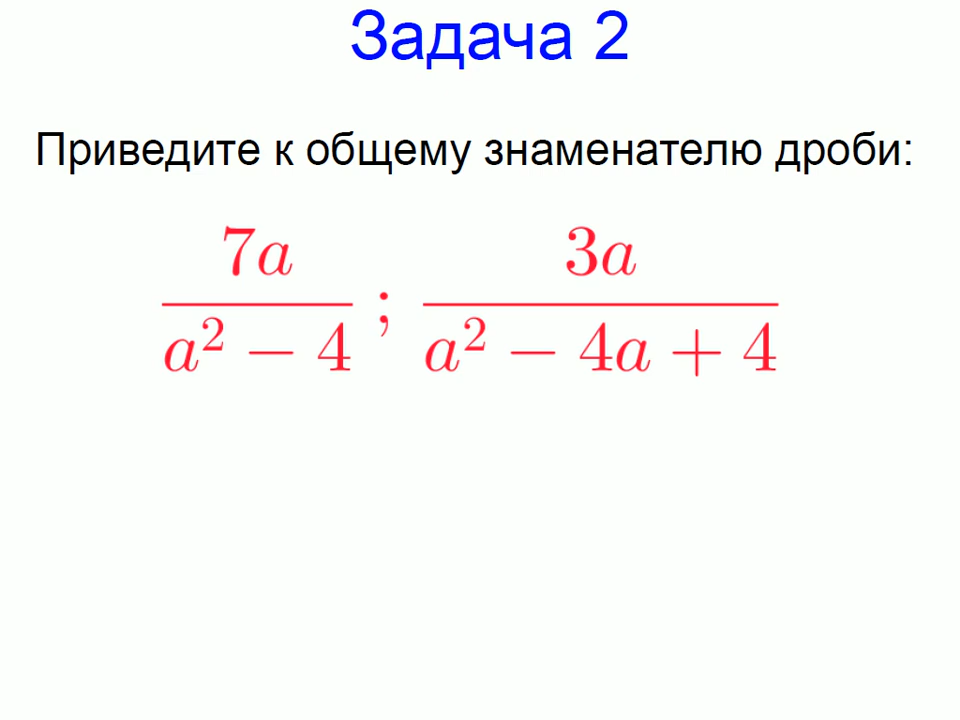 Задача 2
Приведите к общему знаменателю дроби:
7a / a² − 4 ; 3a / a² − 4a + 4